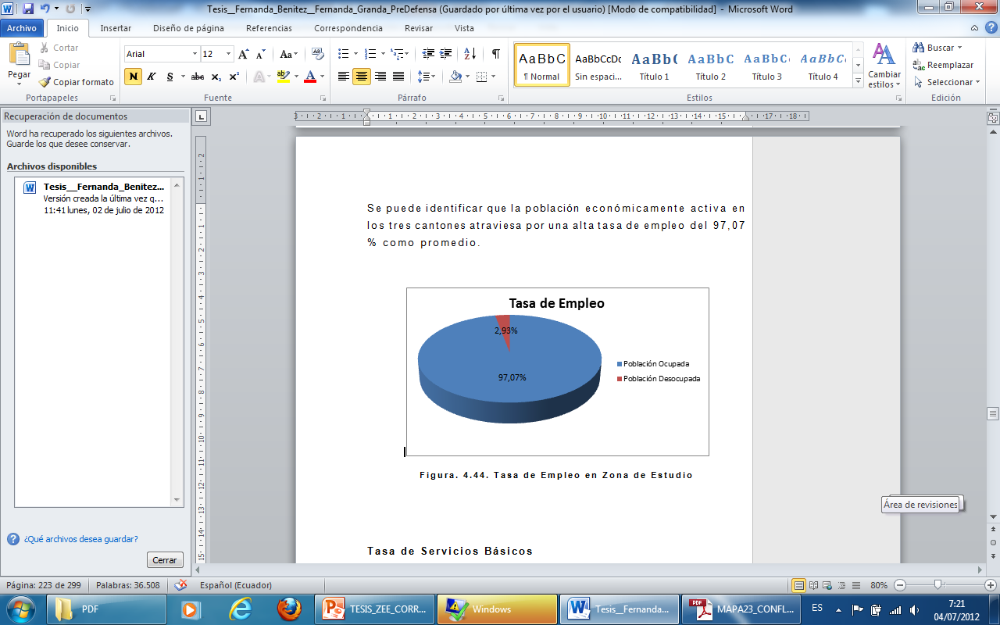 Tesis_Fernanda_Benitez__Fernanda_Granda_PreDefensa (Guardado por última vez por el usuario) [Modo de compatibilidad] - Microsoft Word
Archivo Inicio Insertar Diseño de página Referencias Correspondencia Revisar Vista
Pegar
Cortar
Copiar
Copiar formato
Portapapeles
Arial 12
Fuente
Párrafo
AaBbC AaBbCcDc AaBbC AaBbC AaBbC AaBbC
¶ Normal Sin espaci... Título 1 Título 2 Título 3 Título 4
Cambiar estilos
Estilos
Buscar
Reemplazar
Seleccionar
Edición
Recuperación de documentos
Word ha recuperado los siguientes archivos.
Guarde los que desee conservar.
Archivos disponibles
Tesis__Fernanda_Benitez...
Versión creada la última vez q...
11:41 lunes, 02 de julio de 2012
¿Qué archivos desea guardar?
Cerrar
Se puede identificar que la población económicamente activa en
los tres cantones atraviesa por una alta tasa de empleo del 97,07
% como promedio.
Tasa de Empleo
2,93%
97,07%
Población Ocupada
Población Desocupada
Figura. 4.44. Tasa de Empleo en Zona de Estudio
Tasa de Servicios Básicos
Área de revisiones
Página: 223 de 299 Palabras: 36.508 Español (Ecuador) 80%
PDF TESIS_ZEE_CORR... Windows Tesis__Fernanda... MAPA23_CONFL... ES 7:21
04/07/2012